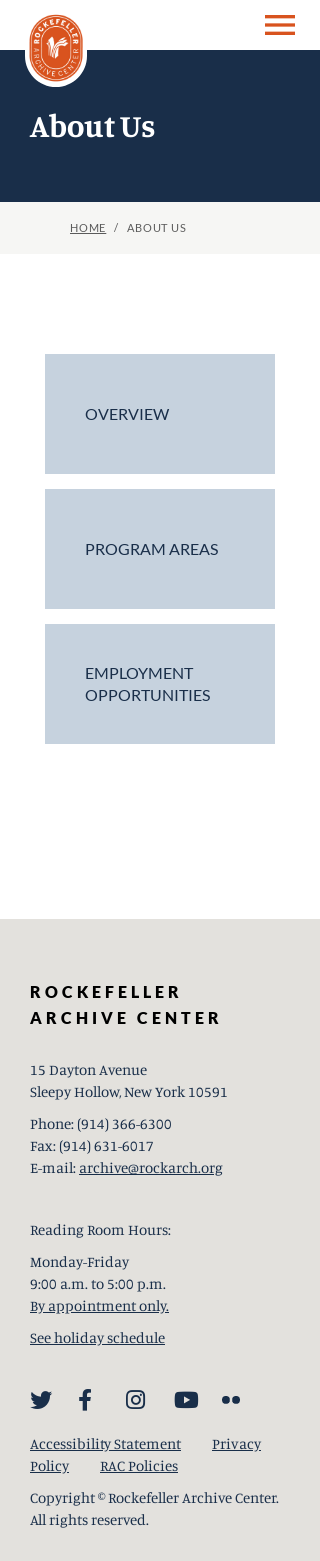 ROCKEFELLER
ARCHIVE CENTER
About Us
HOME / ABOUT US
OVERVIEW
PROGRAM AREAS
EMPLOYMENT
OPPORTUNITIES
ROCKEFELLER
ARCHIVE CENTER
15 Dayton Avenue
Sleepy Hollow, New York 10591
Phone: (914) 366-6300
Fax: (914) 631-6017
E-mail: archive@rockarch.org
Reading Room Hours:
Monday-Friday
9:00 a.m. to 5:00 p.m.
By appointment only.
See holiday schedule
Accessibility Statement Privacy
Policy RAC Policies
Copyright © Rockefeller Archive Center.
All rights reserved.